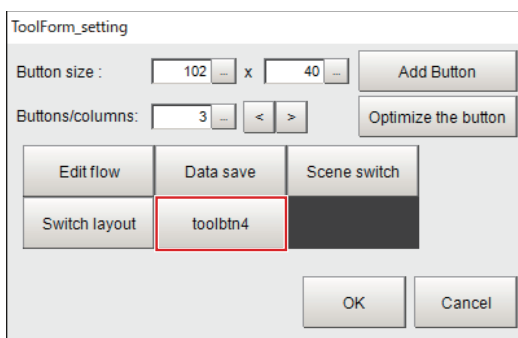 ToolForm_setting
Button size : 102 ... x 40 ... Add Button
Buttons/columns: 3 ... < > Optimize the button
Edit flow Data save Scene switch
Switch layout toolbtn4
OK Cancel